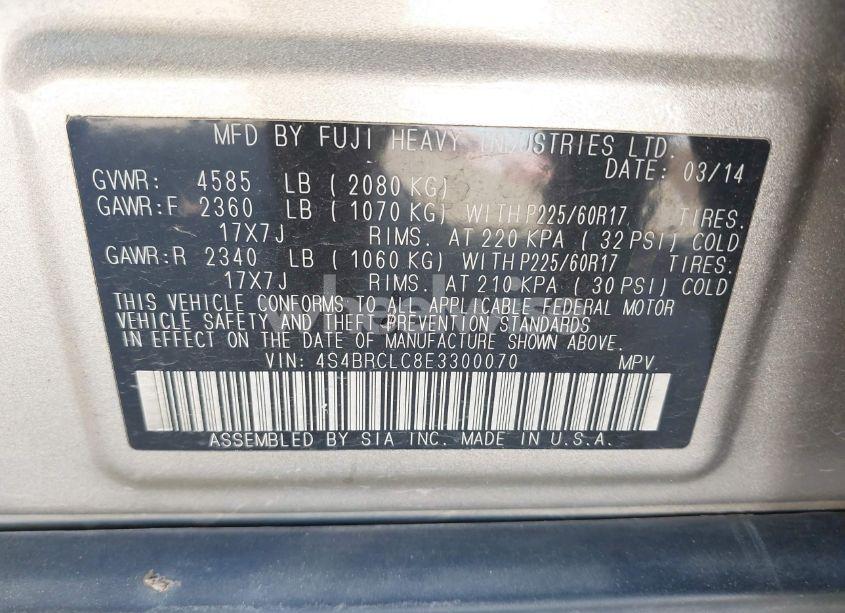 MFD BY FUJI HEAVY INDUSTRIES LTD.
DATE: 03/14
GVWR: 4585 LB ( 2080 KG)
GAWR:F 2360 LB ( 1070 KG) WITH P225/60R17 TIRES.
17X7J RIMS. AT 220 KPA ( 32 PSI) COLD
GAWR:R 2340 LB ( 1060 KG) WITH P225/60R17 TIRES.
17X7J RIMS. AT 210 KPA ( 30 PSI) COLD
THIS VEHICLE CONFORMS TO ALL APPLICABLE FEDERAL MOTOR
VEHICLE SAFETY AND THEFT PREVENTION STANDARDS
IN EFFECT ON THE DATE OF MANUFACTURE SHOWN ABOVE.
VIN: 4S4BRCLC8E3300070 MPV.
ASSEMBLED BY SIA INC. MADE IN U.S.A.